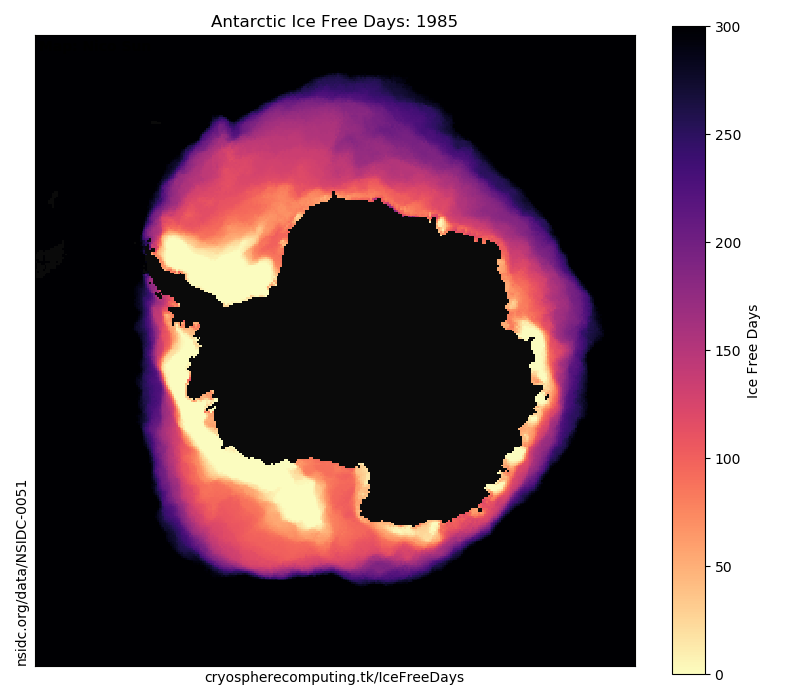 Antarctic Ice Free Days: 1985
300
250
200
150
100
50
0
Ice Free Days
nsidc.org/data/NSIDC-0051
cryospherecomputing.tk/IceFreeDays